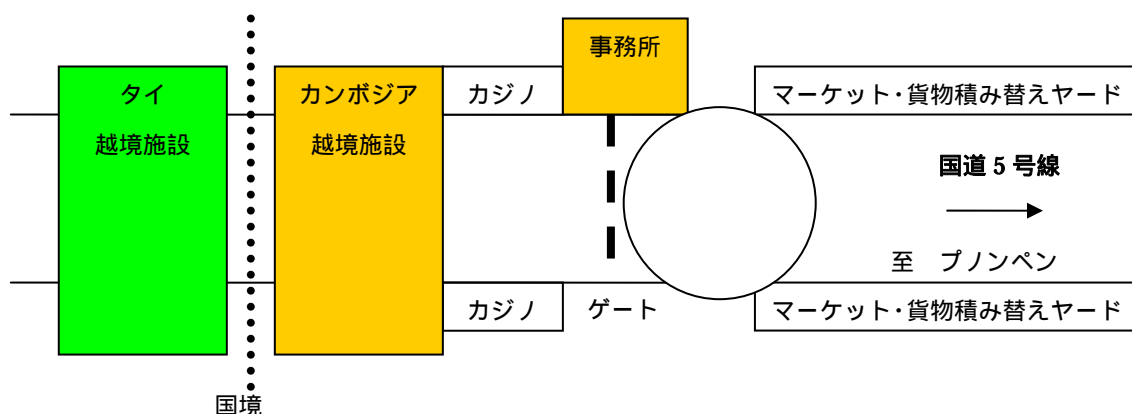 事務所
タイ
越境施設
カンボジア
越境施設
カジノ
マーケット・貨物積み替えヤード
国道5号線
至　プノンペン
カジノ
ゲート
マーケット・貨物積み替えヤード
国境